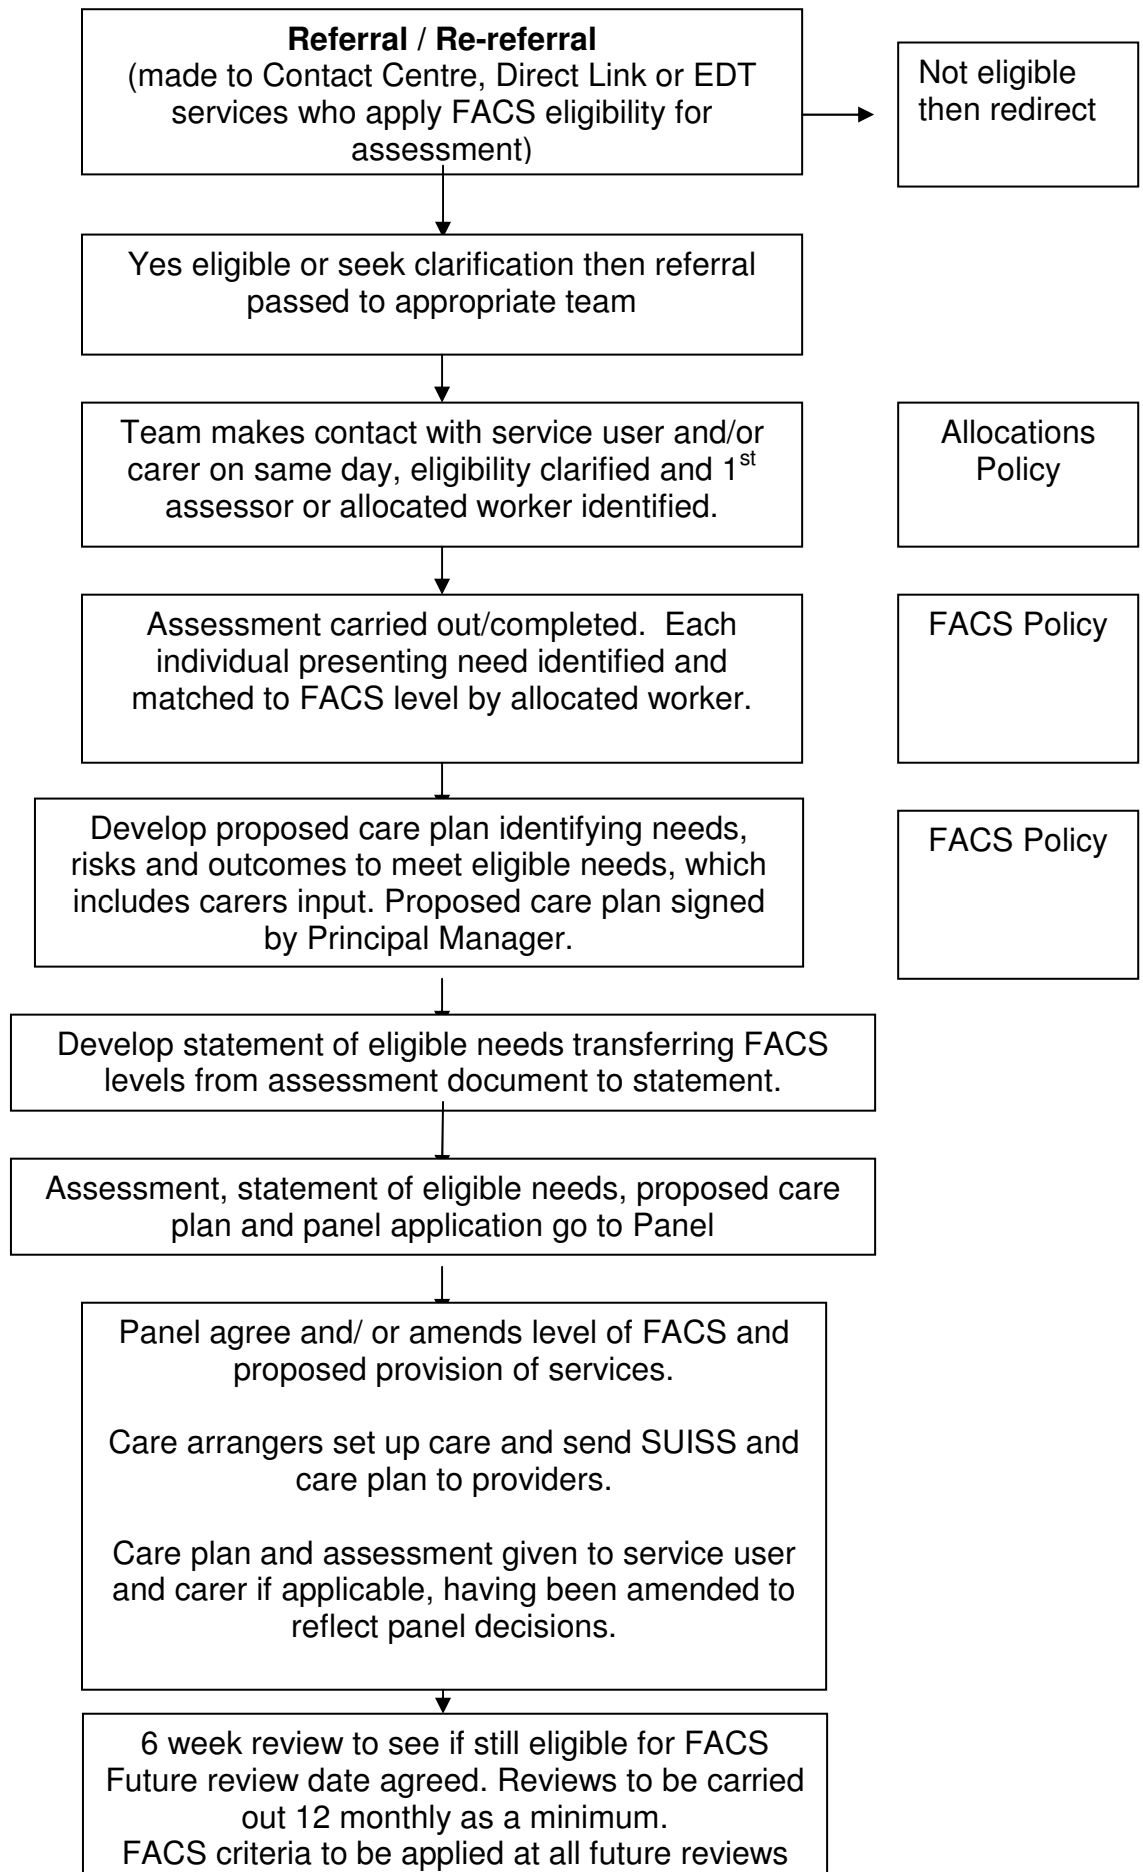 Referral / Re-referral
(made to Contact Centre, Direct Link or EDT
services who apply FACS eligibility for
assessment)
Not eligible
then redirect
Yes eligible or seek clarification then referral
passed to appropriate team
Team makes contact with service user and/or
carer on same day, eligibility clarified and 1st
assessor or allocated worker identified.
Allocations
Policy
Assessment carried out/completed.  Each
individual presenting need identified and
matched to FACS level by allocated worker.
FACS Policy
Develop proposed care plan identifying needs,
risks and outcomes to meet eligible needs, which
includes carers input. Proposed care plan signed
by Principal Manager.
FACS Policy
Develop statement of eligible needs transferring FACS
levels from assessment document to statement.
Assessment, statement of eligible needs, proposed care
plan and panel application go to Panel
Panel agree and/ or amends level of FACS and
proposed provision of services.
Care arrangers set up care and send SUISS and
care plan to providers.
Care plan and assessment given to service user
and carer if applicable, having been amended to
reflect panel decisions.
6 week review to see if still eligible for FACS
Future review date agreed. Reviews to be carried
out 12 monthly as a minimum.
FACS criteria to be applied at all future reviews